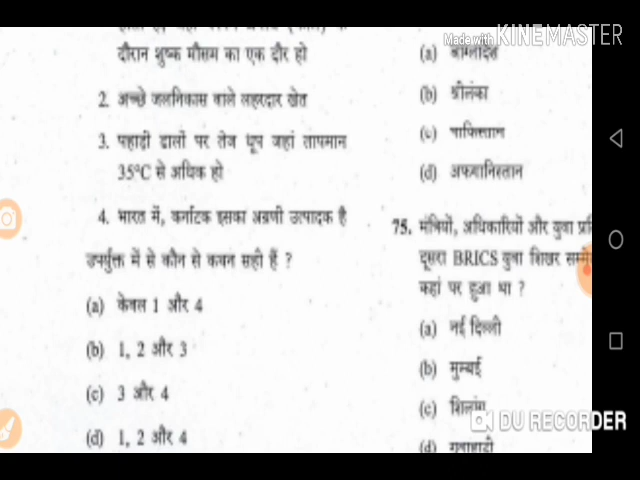 दौरान शुष्क मौसम का एक दौर हो
2. अच्छे जलनिकास वाले लहरदार खेत
3. पहाड़ी ढालों पर तेज धूप जहां तापमान
35°C से अधिक हो
4. भारत में, कर्नाटक इसका अग्रणी उत्पादक है
उपर्युक्त में से कौन से कथन सही हैं ?
(a) केवल 1 और 4
(b) 1, 2 और 3
(c) 3 और 4
(d) 1, 2 और 4
(a) बांग्लादेश
(b) श्रीलंका
(c) पाकिस्तान
(d) अफगानिस्तान
75. मंत्रियों, अधिकारियों और युवा
दूसरा BRICS युवा शिखर
कहां पर हुआ था ?
(a) नई दिल्ली
(b) मुम्बई
(c) शिलांग
(d) गुवाहाटी
Made with KINEMASTER
DU RECORDER